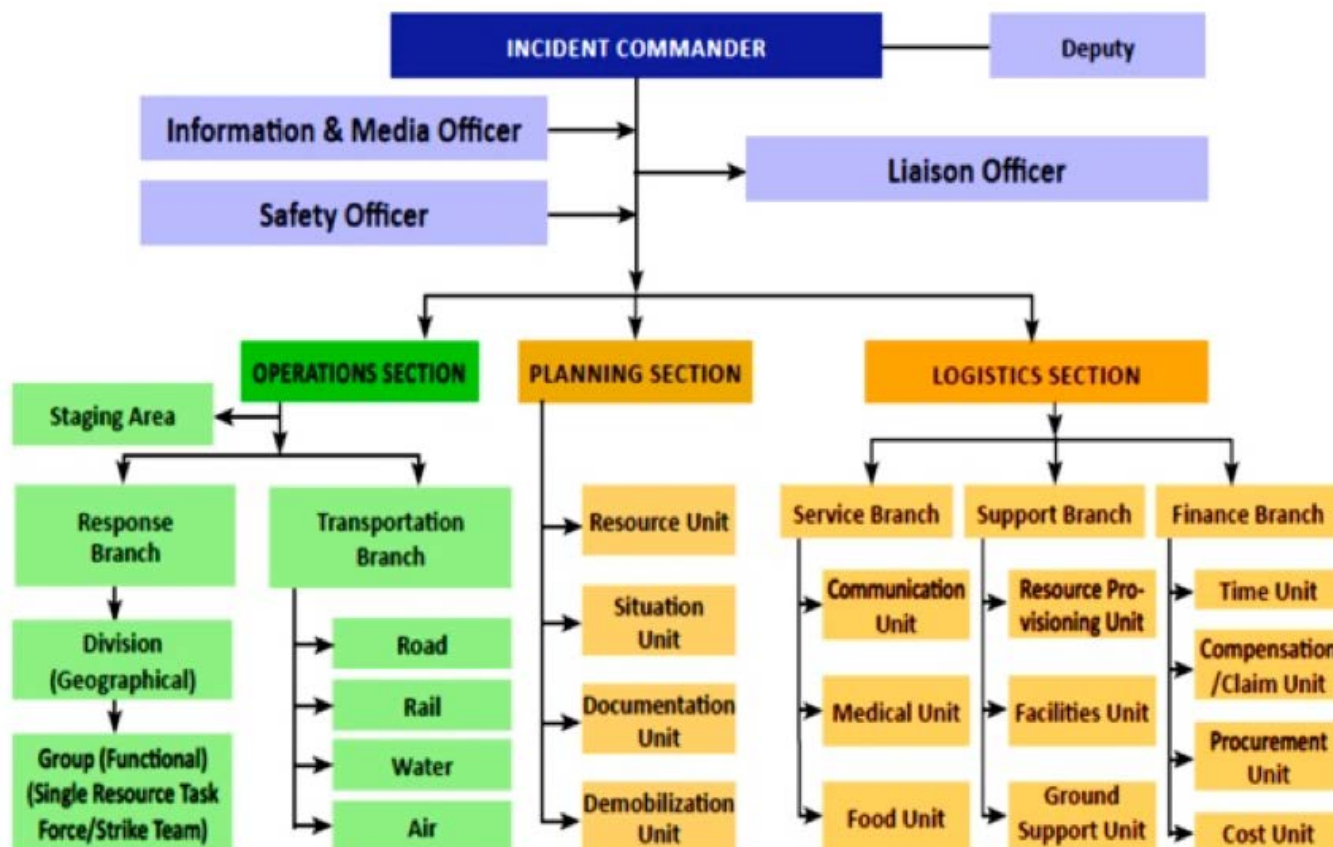 INCIDENT COMMANDER
Deputy
Information & Media Officer
Liaison Officer
Safety Officer
OPERATIONS SECTION
PLANNING SECTION
LOGISTICS SECTION
Staging Area
Response
Branch
Transportation
Branch
Division
(Geographical)
Group (Functional)
(Single Resource Task
Force/Strike Team)
Road
Rail
Water
Air
Resource Unit
Situation
Unit
Documentation
Unit
Demobilization
Unit
Service Branch
Communication
Unit
Medical Unit
Food Unit
Support Branch
Resource Pro-
visioning Unit
Facilities Unit
Ground
Support Unit
Finance Branch
Time Unit
Compensation
/Claim Unit
Procurement
Unit
Cost Unit